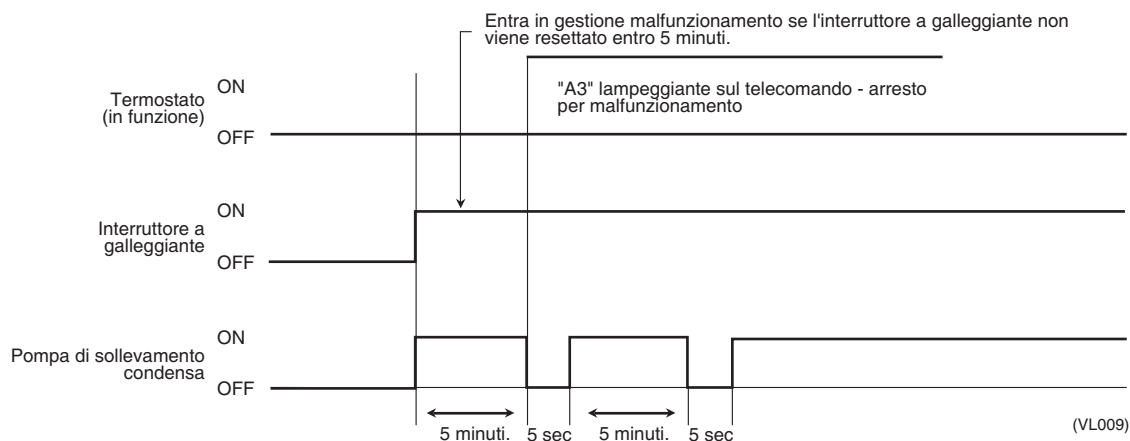 Entra in gestione malfunzionamento se l'interruttore a galleggiante non
viene resettato entro 5 minuti.
ON
"A3" lampeggiante sul telecomando - arresto
per malfunzionamento
Termostato
(in funzione)
OFF
ON
Interruttore a
galleggiante
OFF
ON
Pompa di sollevamento
condensa
OFF
5 minuti. 5 sec 5 minuti. 5 sec
(VL009)